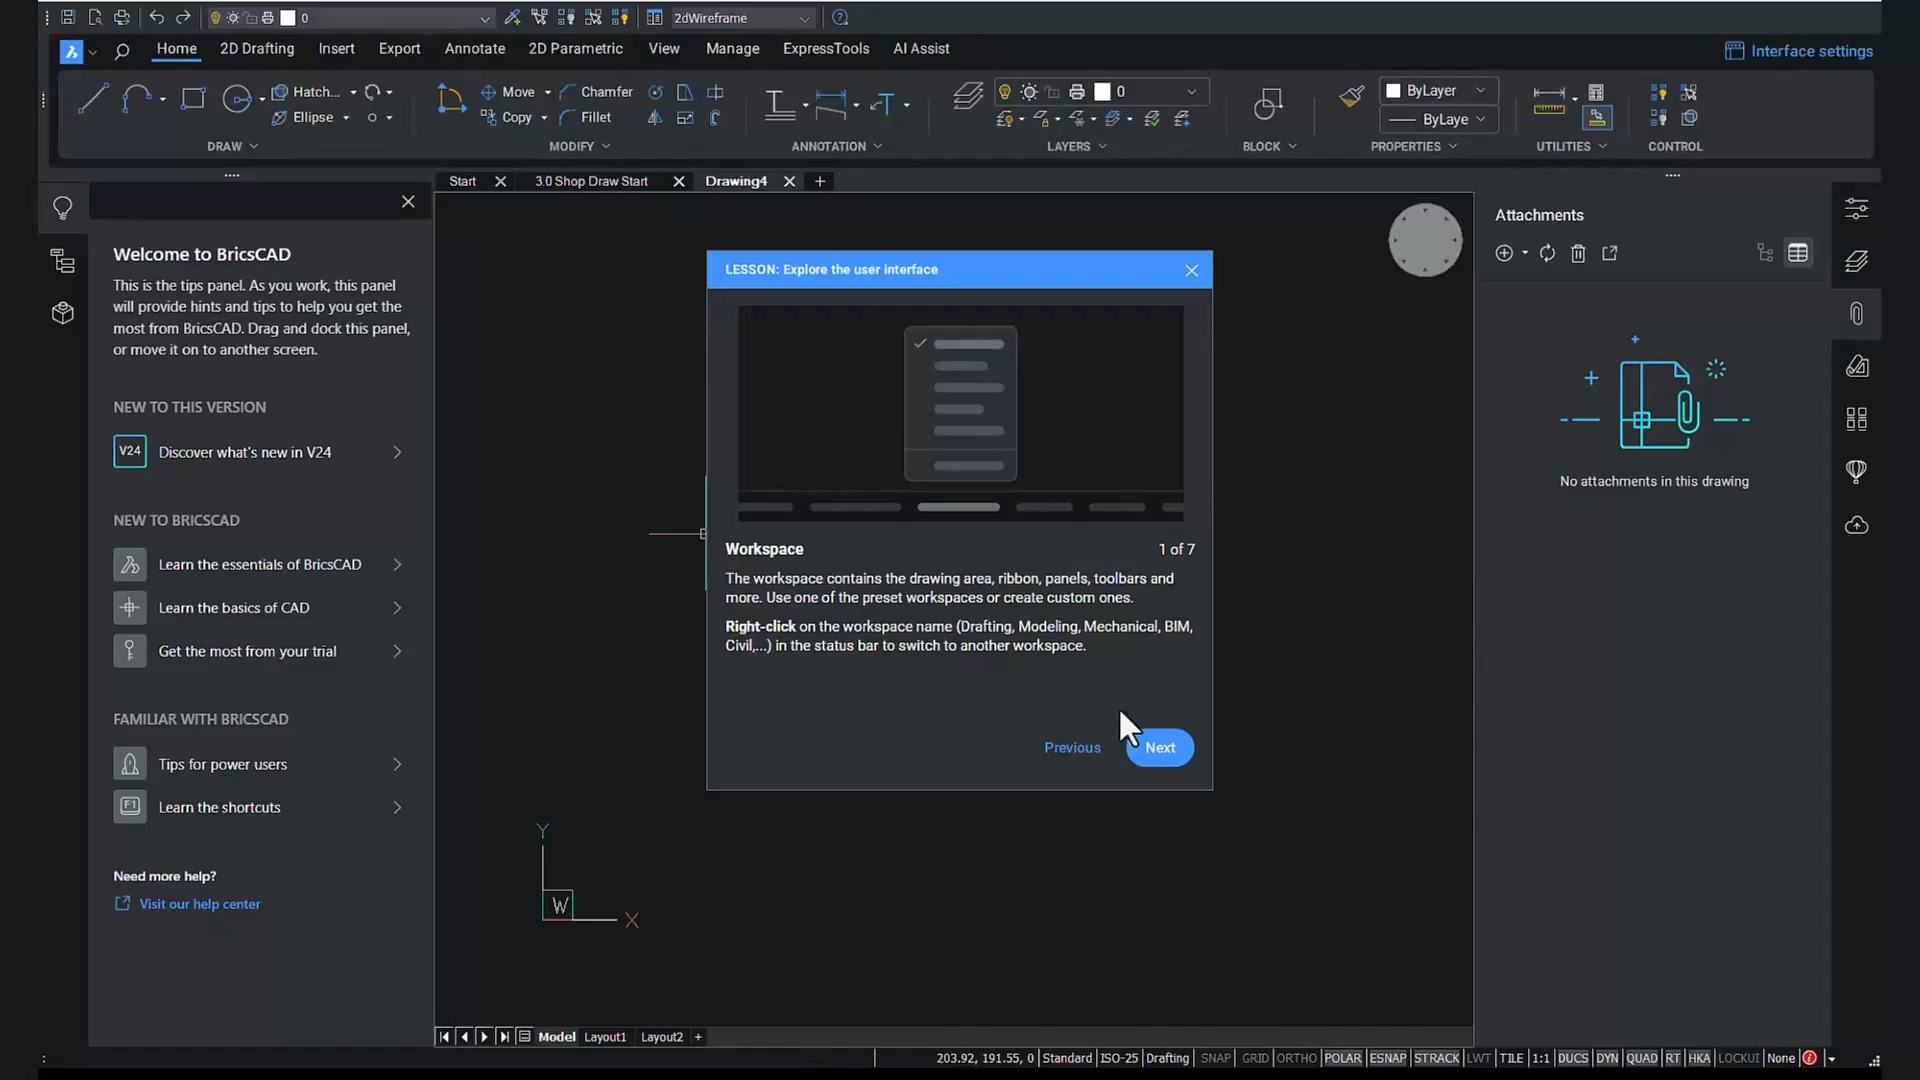 0
2dWireframe
Home
2D Drafting
Insert
Export
Annotate
2D Parametric
View
Manage
ExpressTools
AI Assist
Interface settings
Hatch...
Ellipse
DRAW
Move
Copy
Chamfer
Fillet
MODIFY
ANNOTATION
0
LAYERS
BLOCK
ByLayer
ByLaye
PROPERTIES
UTILITIES
CONTROL
Start
3.0 Shop Draw Start
Drawing4
Welcome to BricsCAD
This is the tips panel. As you work, this panel
will provide hints and tips to help you get the
most from BricsCAD. Drag and dock this panel,
or move it on to another screen.
NEW TO THIS VERSION
V24
Discover what's new in V24
NEW TO BRICSCAD
Learn the essentials of BricsCAD
Learn the basics of CAD
Get the most from your trial
FAMILIAR WITH BRICSCAD
Tips for power users
F1
Learn the shortcuts
Need more help?
Visit our help center
LESSON: Explore the user interface
Workspace
1 of 7
The workspace contains the drawing area, ribbon, panels, toolbars and
more. Use one of the preset workspaces or create custom ones.
Right-click on the workspace name (Drafting, Modeling, Mechanical, BIM,
Civil,...) in the status bar to switch to another workspace.
Previous
Next
Y
W
X
Attachments
No attachments in this drawing
Model
Layout1
Layout2
+
203.92, 191.55, 0
Standard
ISO-25
Drafting
SNAP
GRID
ORTHO
POLAR
ESNAP
STRACK
LWT
TILE
1:1
DUCS
DYN
QUAD
RT
HKA
LOCKUI
None